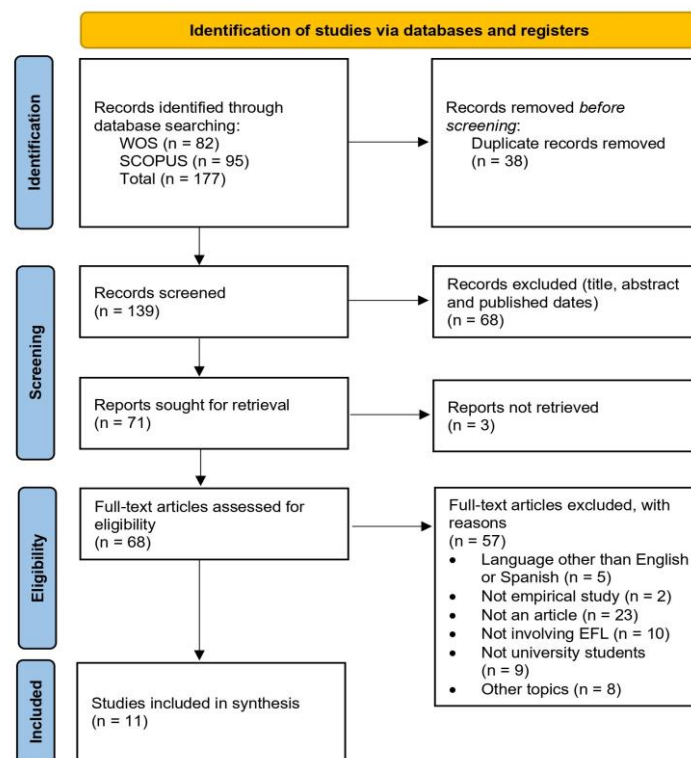 Identification of studies via databases and registers
Identification
Records identified through
database searching:
WOS (n = 82)
SCOPUS (n = 95)
Total (n = 177)
Records removed before
screening:
Duplicate records removed
(n = 38)
Screening
Records screened
(n = 139)
Records excluded (title, abstract
and published dates)
(n = 68)
Reports sought for retrieval
(n = 71)
Reports not retrieved
(n = 3)
Eligibility
Full-text articles assessed for
eligibility
(n = 68)
Full-text articles excluded, with
reasons
(n = 57)
• Language other than English
or Spanish (n = 5)
• Not empirical study (n = 2)
• Not an article (n = 23)
• Not involving EFL (n = 10)
• Not university students
(n = 9)
• Other topics (n = 8)
Included
Studies included in synthesis
(n = 11)